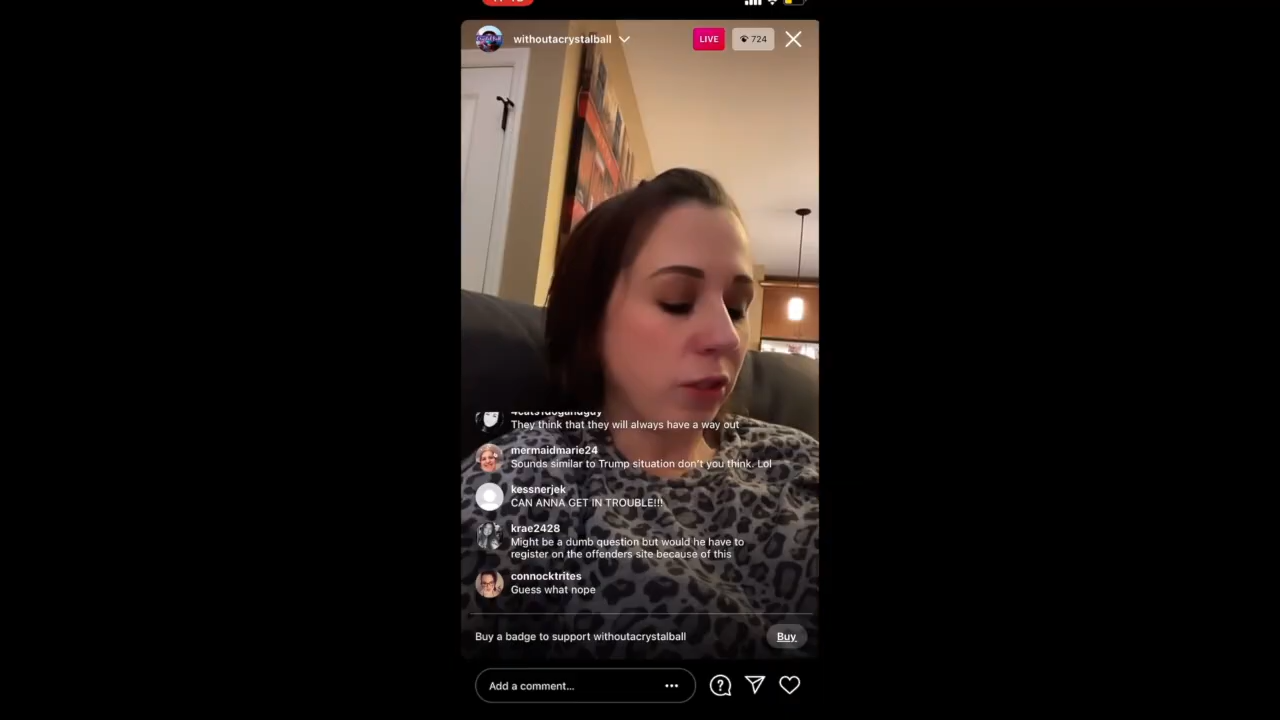 withoutacrystalball
LIVE
724
4cats1dogandguy
They think that they will always have a way out
mermaidmarie24
Sounds similar to Trump situation don't you think. Lol
kessnerjek
CAN ANNA GET IN TROUBLE!!!
krae2428
Might be a dumb question but would he have to
register on the offenders site because of this
connocktrites
Guess what nope
Buy a badge to support withoutacrystalball
Buy
Add a comment...